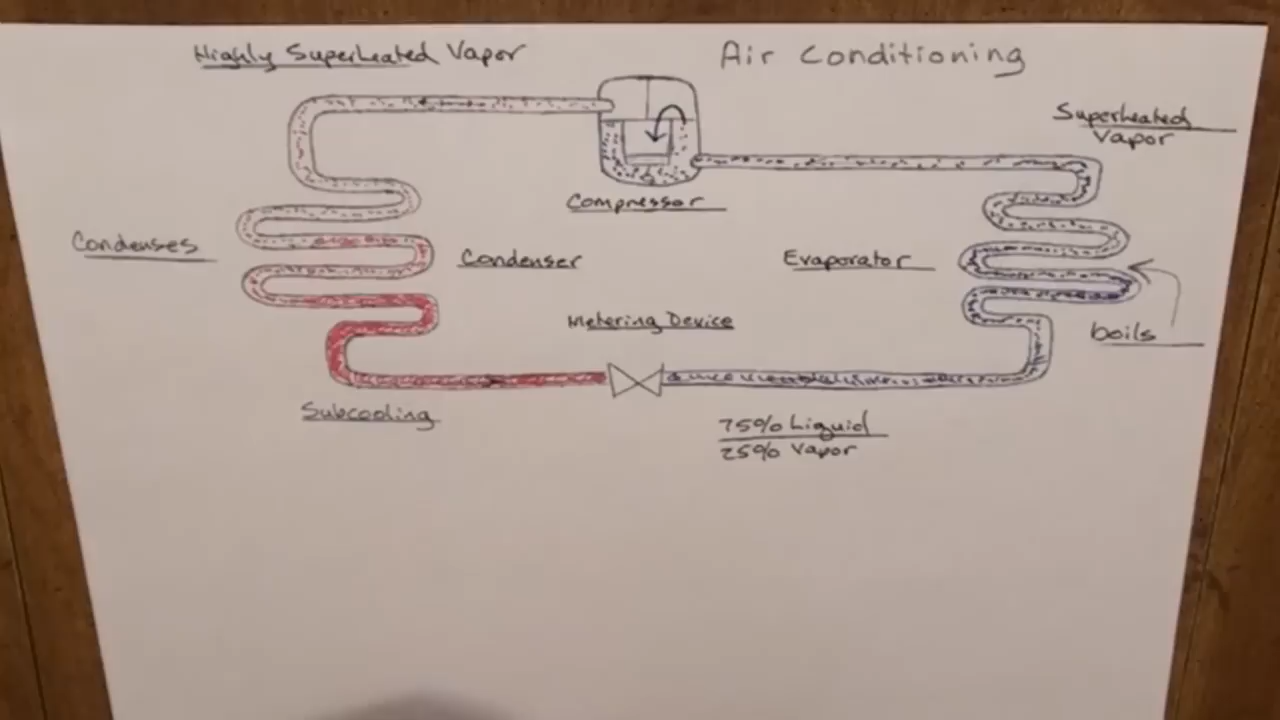 Highly Superheated Vapor
Air Conditioning
Superheated
Vapor
Compressor
Condenses
Condenser
Evaporator
Metering Device
boils
Subcooling
75% Liquid
25% Vapor